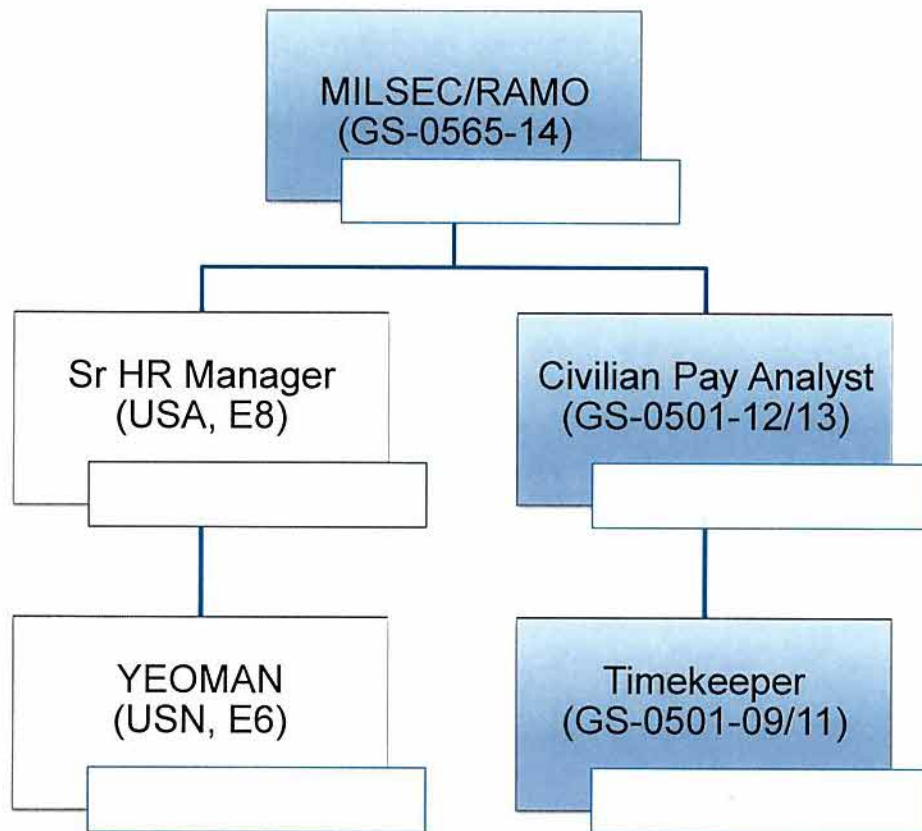 MILSEC/RAMO
(GS-0565-14)
Sr HR Manager
(USA, E8)
Civilian Pay Analyst
(GS-0501-12/13)
YEOMAN
(USN, E6)
Timekeeper
(GS-0501-09/11)